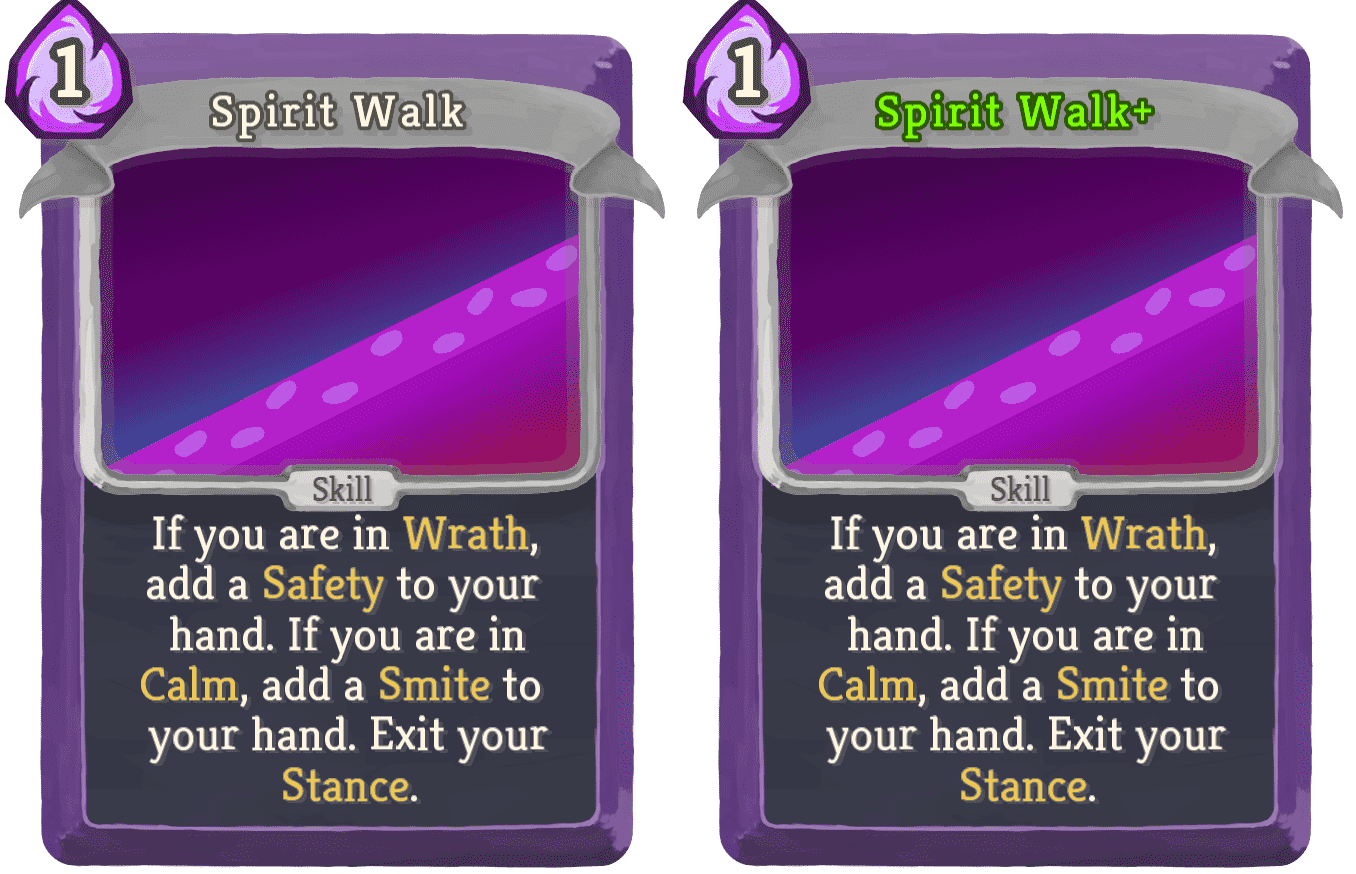 1
Spirit Walk
Skill
If you are in Wrath,
add a Safety to your
hand. If you are in
Calm, add a Smite to
your hand. Exit your
Stance.
1
Spirit Walk+
Skill
If you are in Wrath,
add a Safety to your
hand. If you are in
Calm, add a Smite to
your hand. Exit your
Stance.